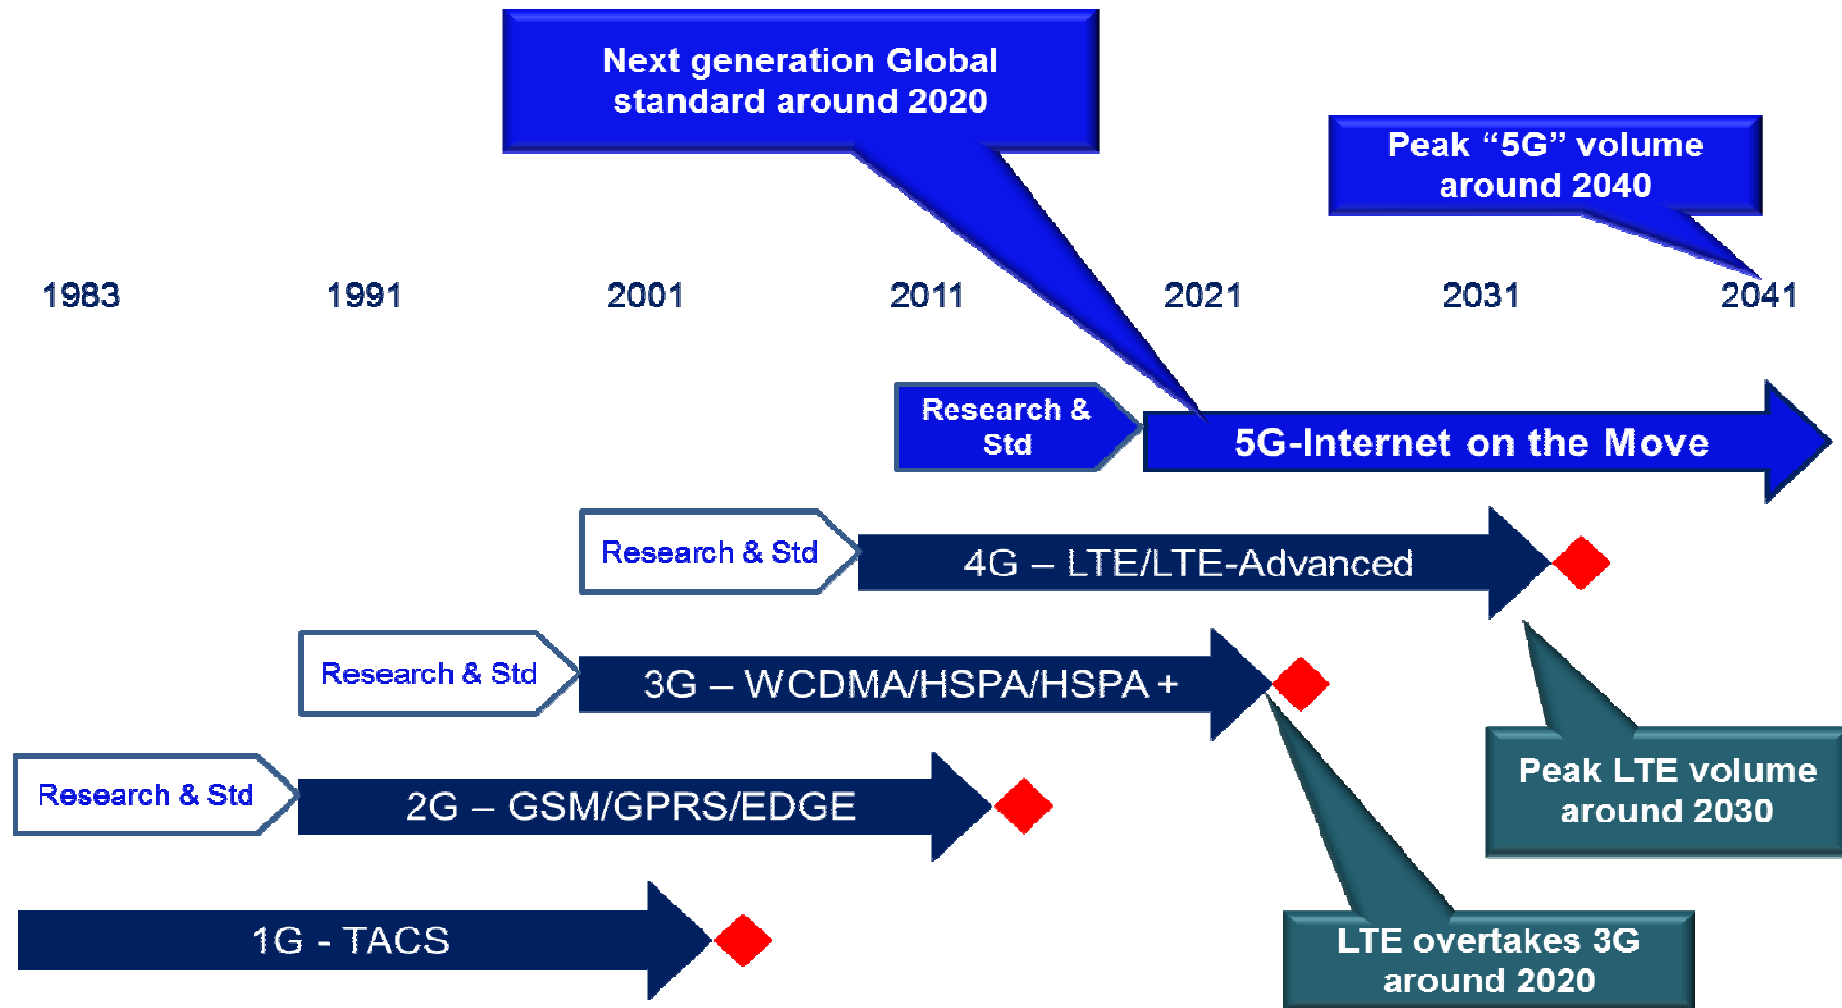 Next generation Global
standard around 2020
Peak “5G” volume
around 2040
1983 1991 2001 2011 2021 2031 2041
Research &
Std
5G-Internet on the Move
Research & Std
4G – LTE/LTE-Advanced
Research & Std
3G – WCDMA/HSPA/HSPA +
Research & Std
2G – GSM/GPRS/EDGE
Peak LTE volume
around 2030
1G - TACS
LTE overtakes 3G
around 2020